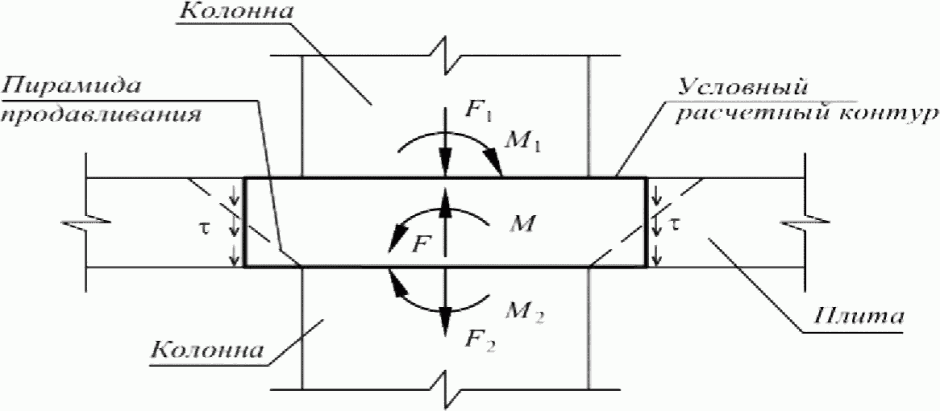 Колонна
Пирамида
продавливания
Условный
расчетный контур
F1
M1
τ
F
M
τ
M2
F2
Колонна
Плита